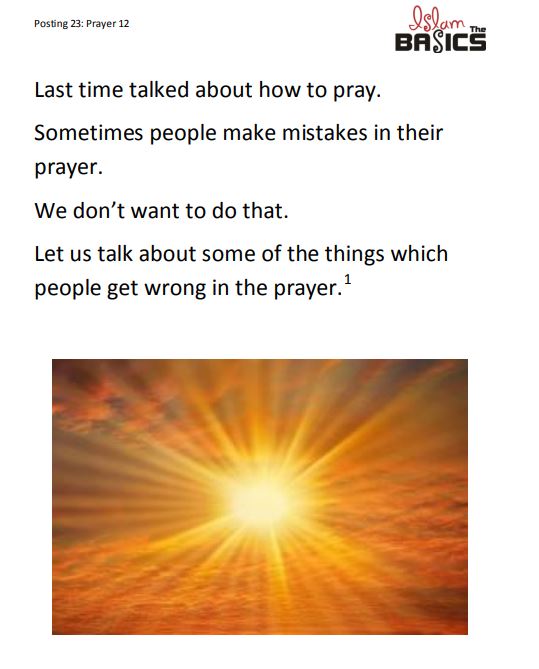 Posting 23: Prayer 12
Islam The
BASICS
Last time talked about how to pray.
Sometimes people make mistakes in their
prayer.
We don’t want to do that.
Let us talk about some of the things which
people get wrong in the prayer.1